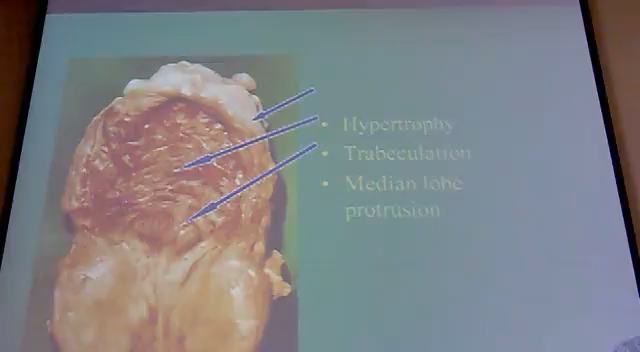 • Hypertrophy
• Trabeculation
• Median lobe
protrusion